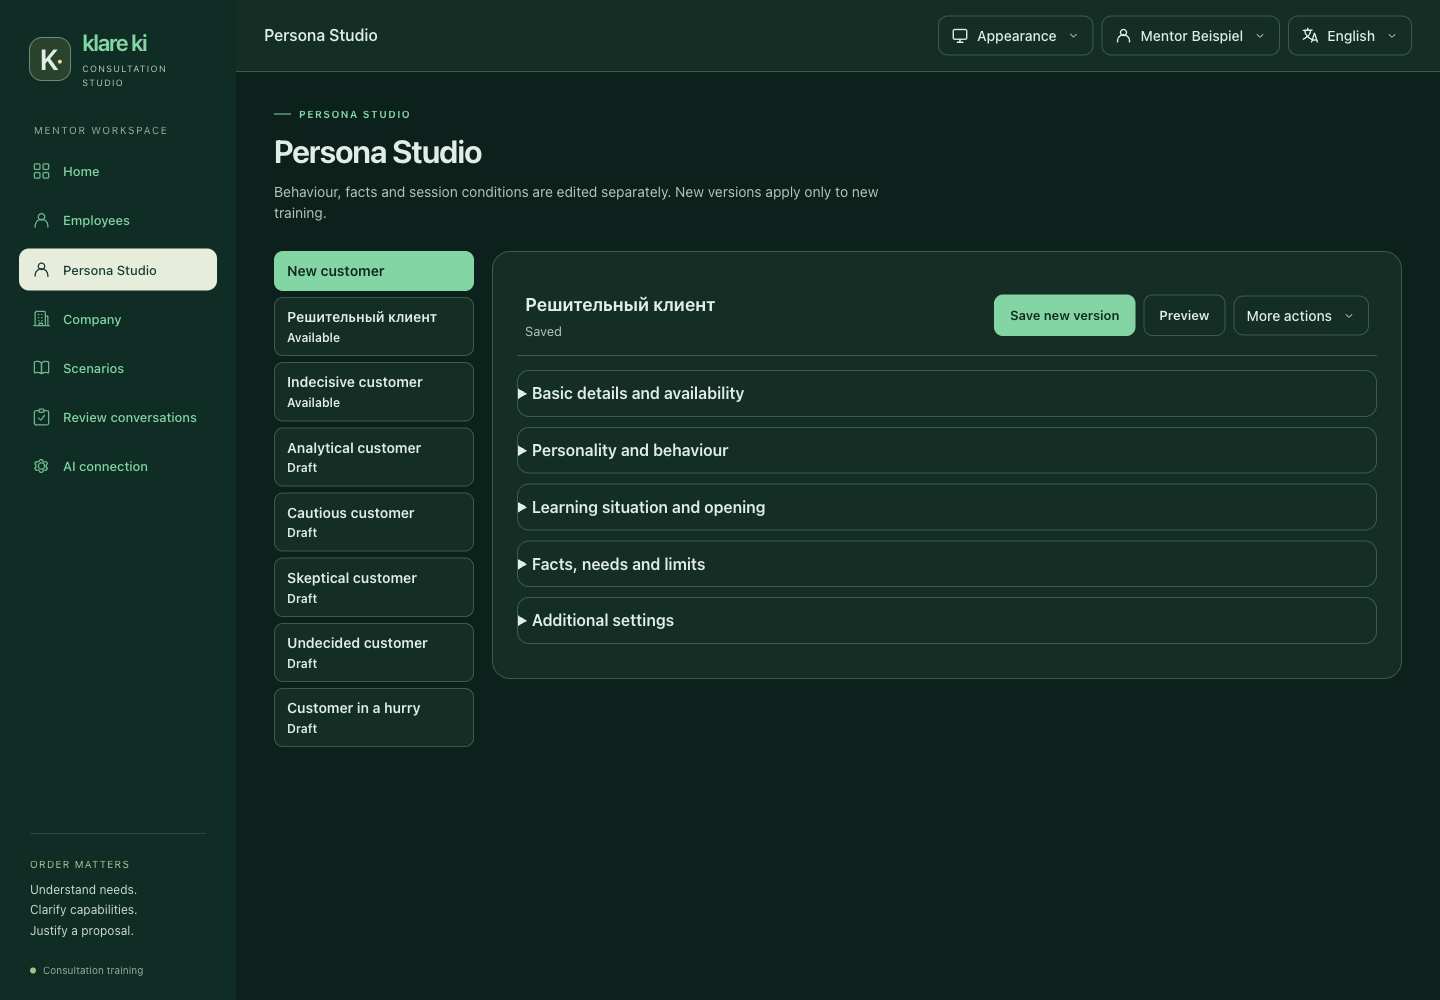 K
klare ki
CONSULTATION
STUDIO
MENTOR WORKSPACE
Home
Employees
Persona Studio
Company
Scenarios
Review conversations
AI connection
ORDER MATTERS
Understand needs.
Clarify capabilities.
Justify a proposal.
Consultation training
Persona Studio
Appearance
Mentor Beispiel
English
PERSONA STUDIO
Persona Studio
Behaviour, facts and session conditions are edited separately. New versions apply only to new
training.
New customer
Решительный клиент
Available
Indecisive customer
Available
Analytical customer
Draft
Cautious customer
Draft
Skeptical customer
Draft
Undecided customer
Draft
Customer in a hurry
Draft
Решительный клиент
Saved
Save new version
Preview
More actions
Basic details and availability
Personality and behaviour
Learning situation and opening
Facts, needs and limits
Additional settings